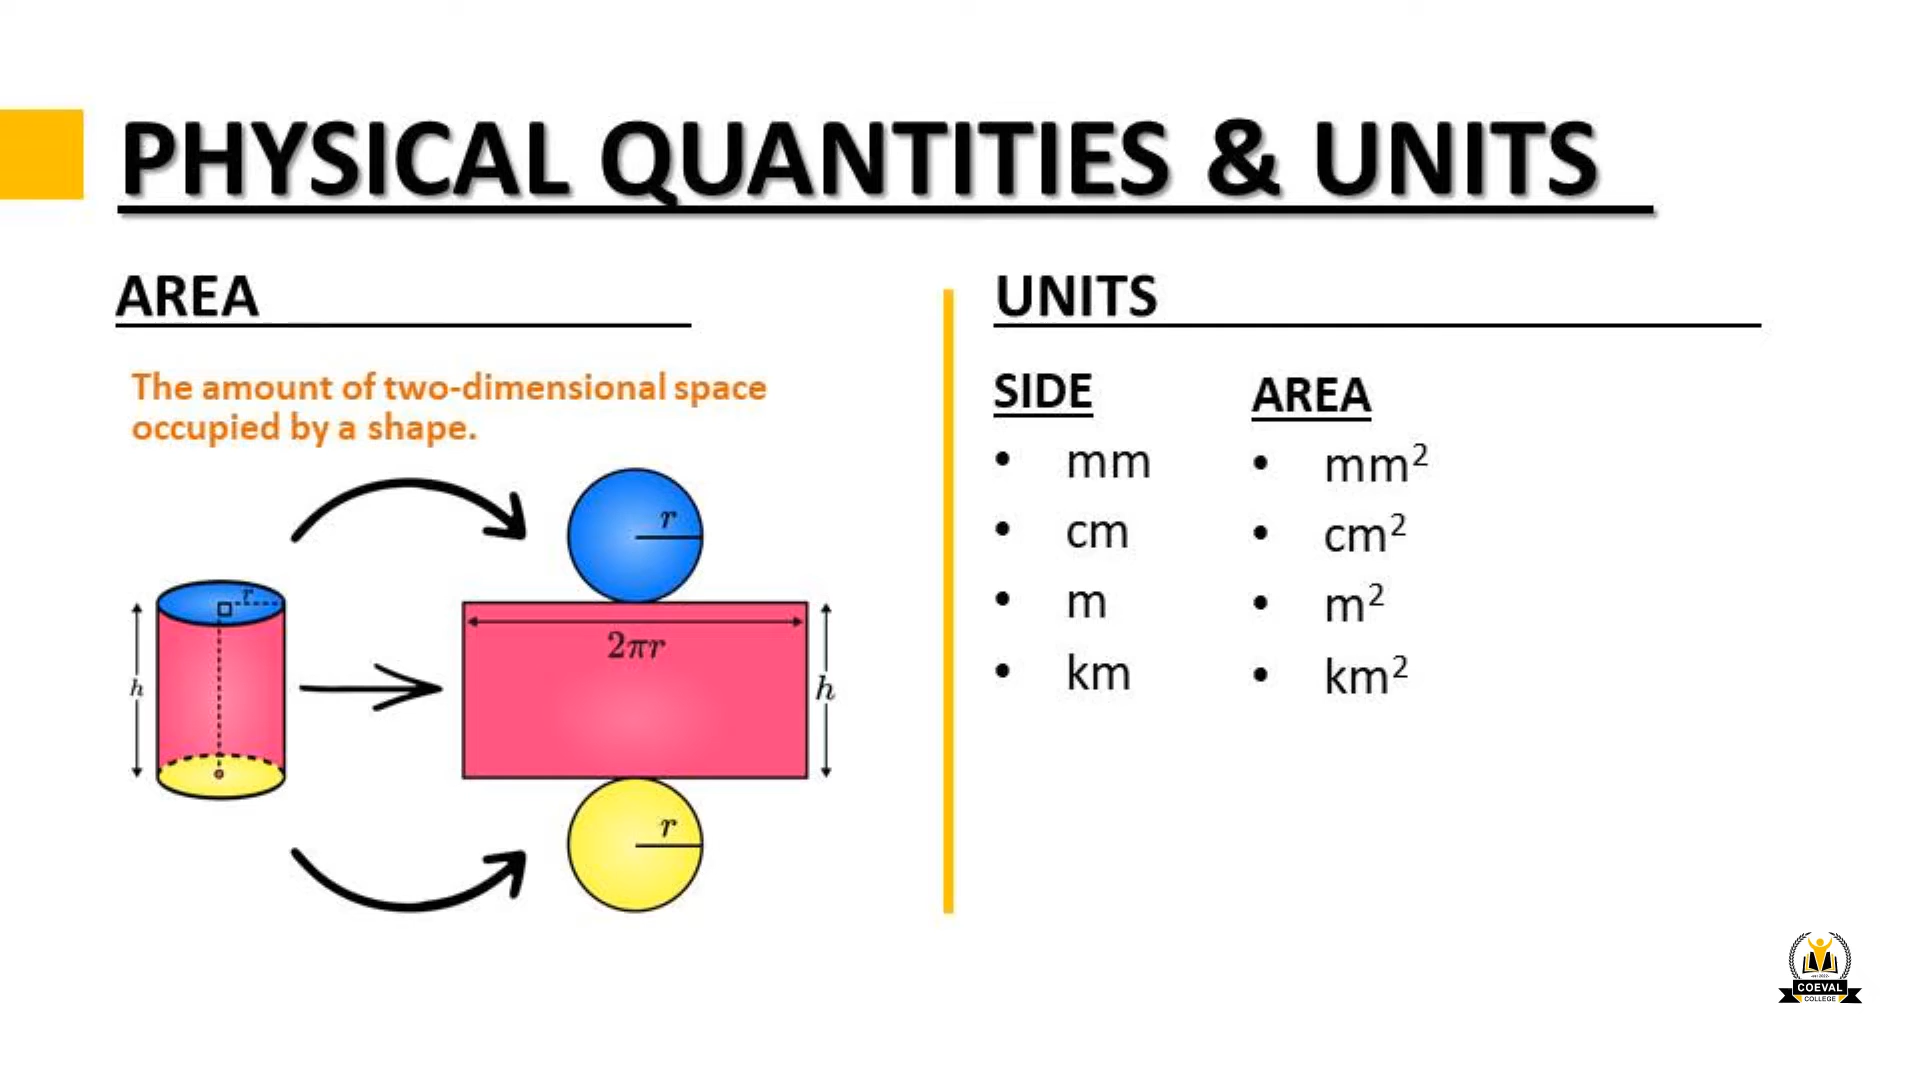 PHYSICAL QUANTITIES & UNITS
AREA
The amount of two-dimensional space
occupied by a shape.
r
h
r
2πr
h
r
UNITS
SIDE
• mm
• cm
• m
• km
AREA
• mm²
• cm²
• m²
• km²
COEVAL
COLLEGE